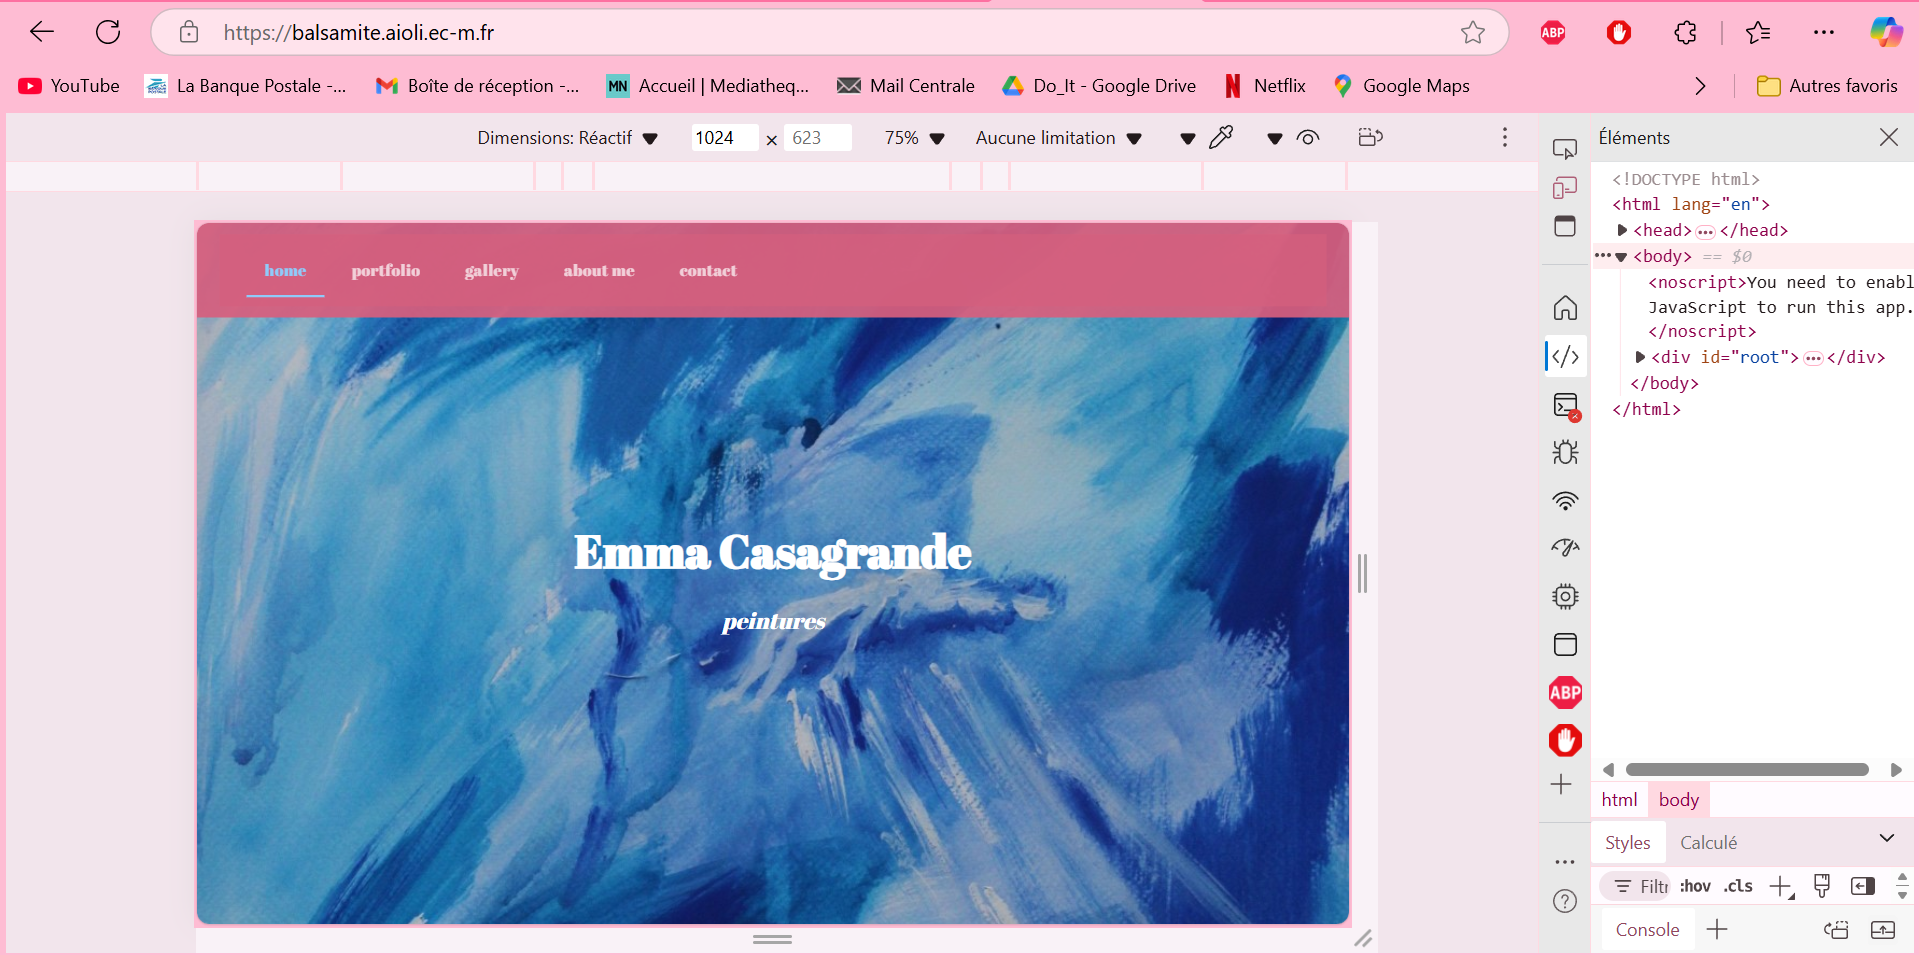 https://balsamite.aioli.ec-m.fr
ABP
YouTube
La Banque Postale -...
Boîte de réception -...
MN Accueil | Mediatheq...
Mail Centrale
Do_It - Google Drive
Netflix
Google Maps
Autres favoris
Dimensions: Réactif
1024 × 623
75%
Aucune limitation
Éléments
<!DOCTYPE html>
<html lang="en">
<head>
</head>
<body> == $0
<noscript>You need to enabl
JavaScript to run this app.
</noscript>
<div id="root">
</div>
</body>
</html>
home
portfolio
gallery
about me
contact
Emma Casagrande
peintures
ABP
html body
Styles Calculé
Filtr :hov .cls
Console